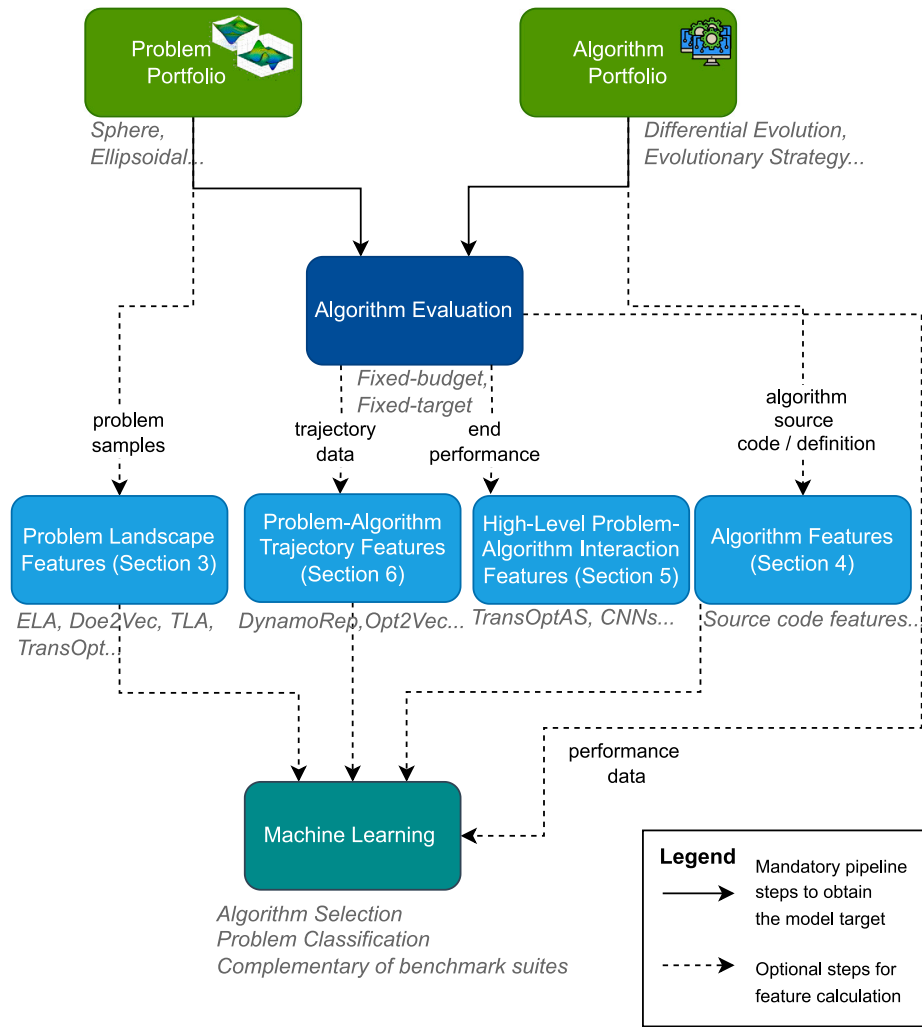 Problem
Portfolio
Algorithm
Portfolio
Sphere,
Ellipsoidal...
Differential Evolution,
Evolutionary Strategy...
Algorithm Evaluation
Fixed-budget,
Fixed-target
problem
samples
trajectory
data
end
performance
algorithm
source
code / definition
Problem Landscape
Features (Section 3)
Problem-Algorithm
Trajectory Features
(Section 6)
High-Level Problem-
Algorithm Interaction
Features (Section 5)
Algorithm Features
(Section 4)
ELA, Doe2Vec, TLA,
TransOpt...
DynamoRep,Opt2Vec...
TransOptAS, CNNs...
Source code features...
performance
data
Machine Learning
Algorithm Selection
Problem Classification
Complementary of benchmark suites
Legend
Mandatory pipeline
steps to obtain
the model target
Optional steps for
feature calculation